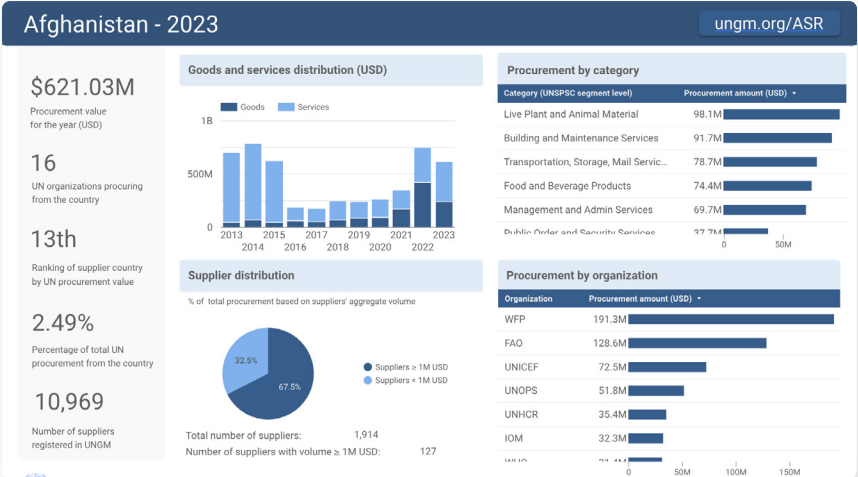 Afghanistan - 2023
ungm.org/ASR
$621.03M
Procurement value
for the year (USD)
16
UN organizations procuring
from the country
13th
Ranking of supplier country
by UN procurement value
2.49%
Percentage of total UN
procurement from the country
10,969
Number of suppliers
registered in UNGM
Goods and services distribution (USD)
Goods Services
1B
500M
0
2013 2015 2017 2019 2021 2023
2014 2016 2018 2020 2022
Supplier distribution
% of total procurement based on suppliers' aggregate volume
32.5%
67.5%
Suppliers ≥ 1M USD
Suppliers < 1M USD
Total number of suppliers: 1,914
Number of suppliers with volume ≥ 1M USD: 127
Procurement by category
Category (UNSPSC segment level) Procurement amount (USD)
Live Plant and Animal Material 98.1M
Building and Maintenance Services 91.7M
Transportation, Storage, Mail Servic... 78.7M
Food and Beverage Products 74.4M
Management and Admin Services 69.7M
Public Order and Security Services 37.7M
0 50M
Procurement by organization
Organization Procurement amount (USD)
WFP 191.3M
FAO 128.6M
UNICEF 72.5M
UNOPS 51.8M
UNHCR 35.4M
IOM 32.3M
WHO
0 50M 100M 150M